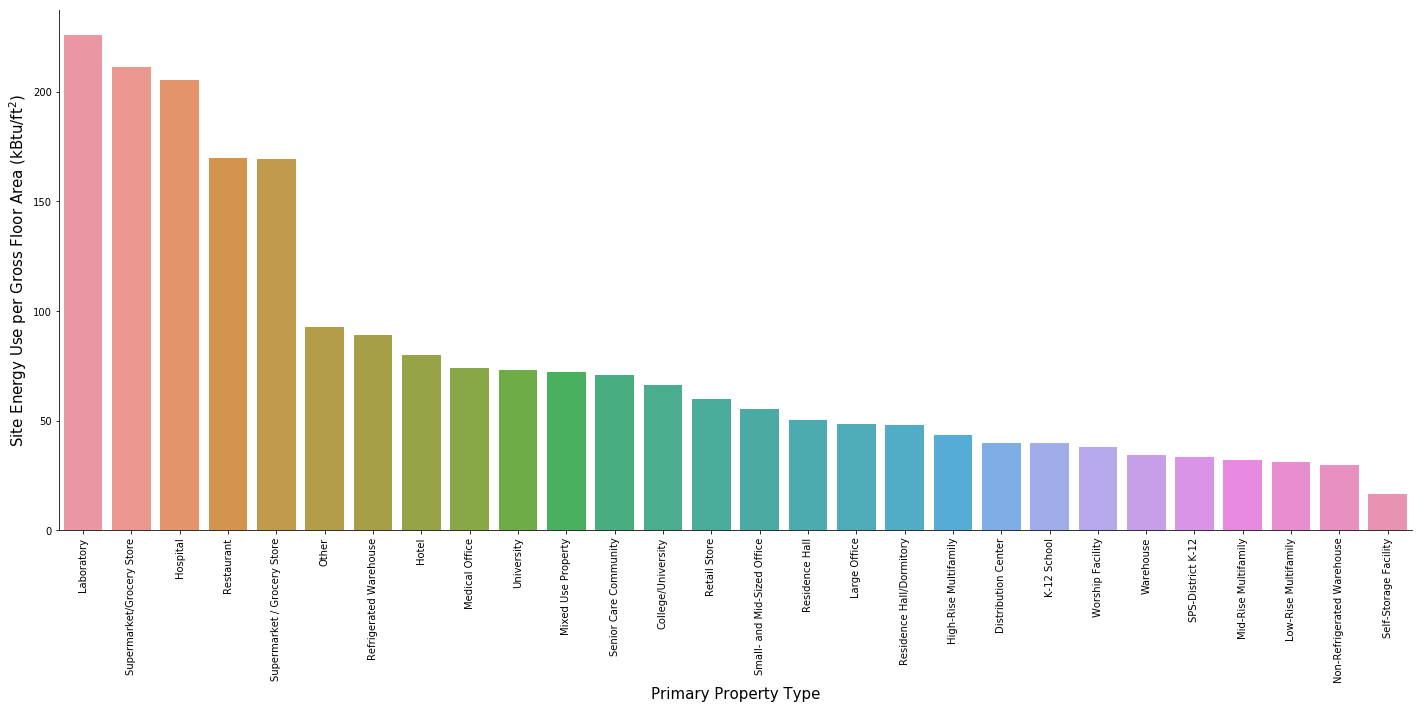 Site Energy Use per Gross Floor Area (kBtu/ft²)
200
150
100
50
0
Laboratory
Supermarket/Grocery Store
Hospital
Restaurant
Supermarket / Grocery Store
Other
Refrigerated Warehouse
Hotel
Medical Office
University
Mixed Use Property
Senior Care Community
College/University
Retail Store
Small- and Mid-Sized Office
Residence Hall
Large Office
Residence Hall/Dormitory
High-Rise Multifamily
Distribution Center
K-12 School
Worship Facility
Warehouse
SPS-District K-12
Mid-Rise Multifamily
Low-Rise Multifamily
Non-Refrigerated Warehouse
Self-Storage Facility
Primary Property Type